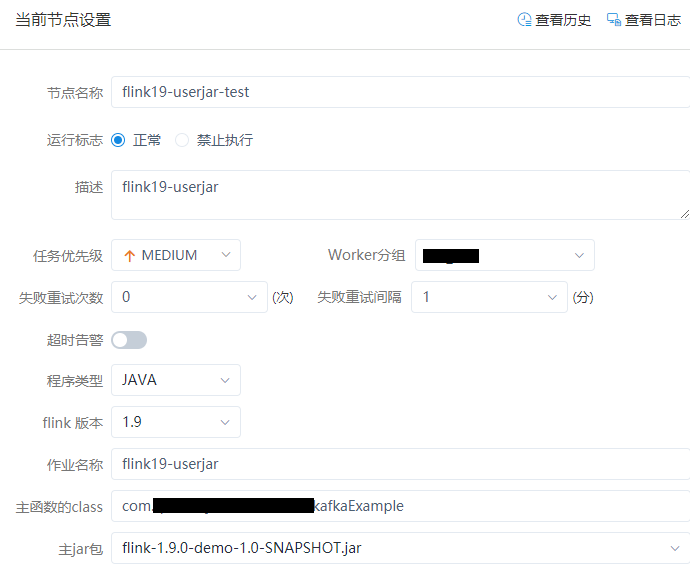 当前节点设置 查看历史 查看日志
节点名称 flink19-userjar-test
运行标志 正常 禁止执行
描述 flink19-userjar
任务优先级 MEDIUM Worker分组
失败重试次数 0 (次) 失败重试间隔 1 (分)
超时告警
程序类型 JAVA
flink 版本 1.9
作业名称 flink19-userjar
主函数的class com. kafkaExample
主jar包 flink-1.9.0-demo-1.0-SNAPSHOT.jar